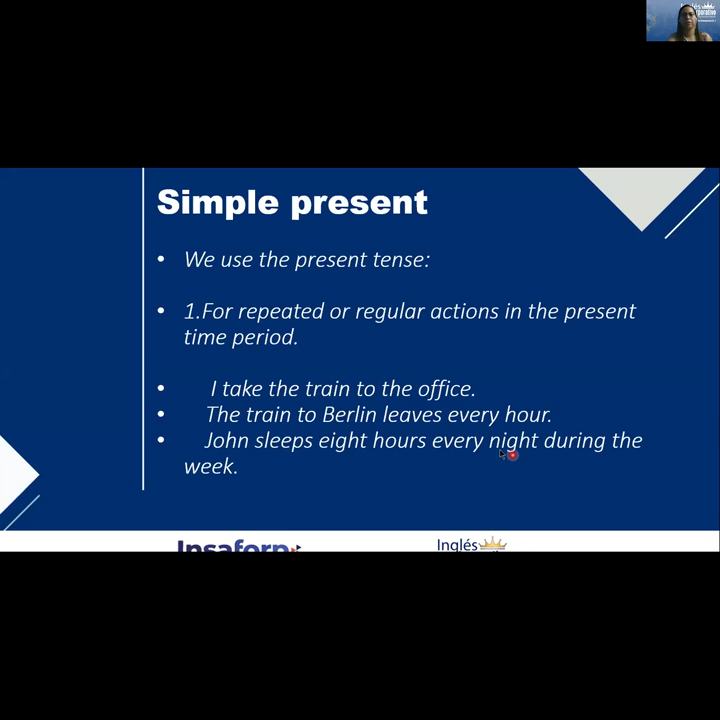 Inglés
Simple present
• We use the present tense:
• 1.For repeated or regular actions in the present
time period.
• I take the train to the office.
• The train to Berlin leaves every hour.
• John sleeps eight hours every night during the
week.
Insaforp
Inglés